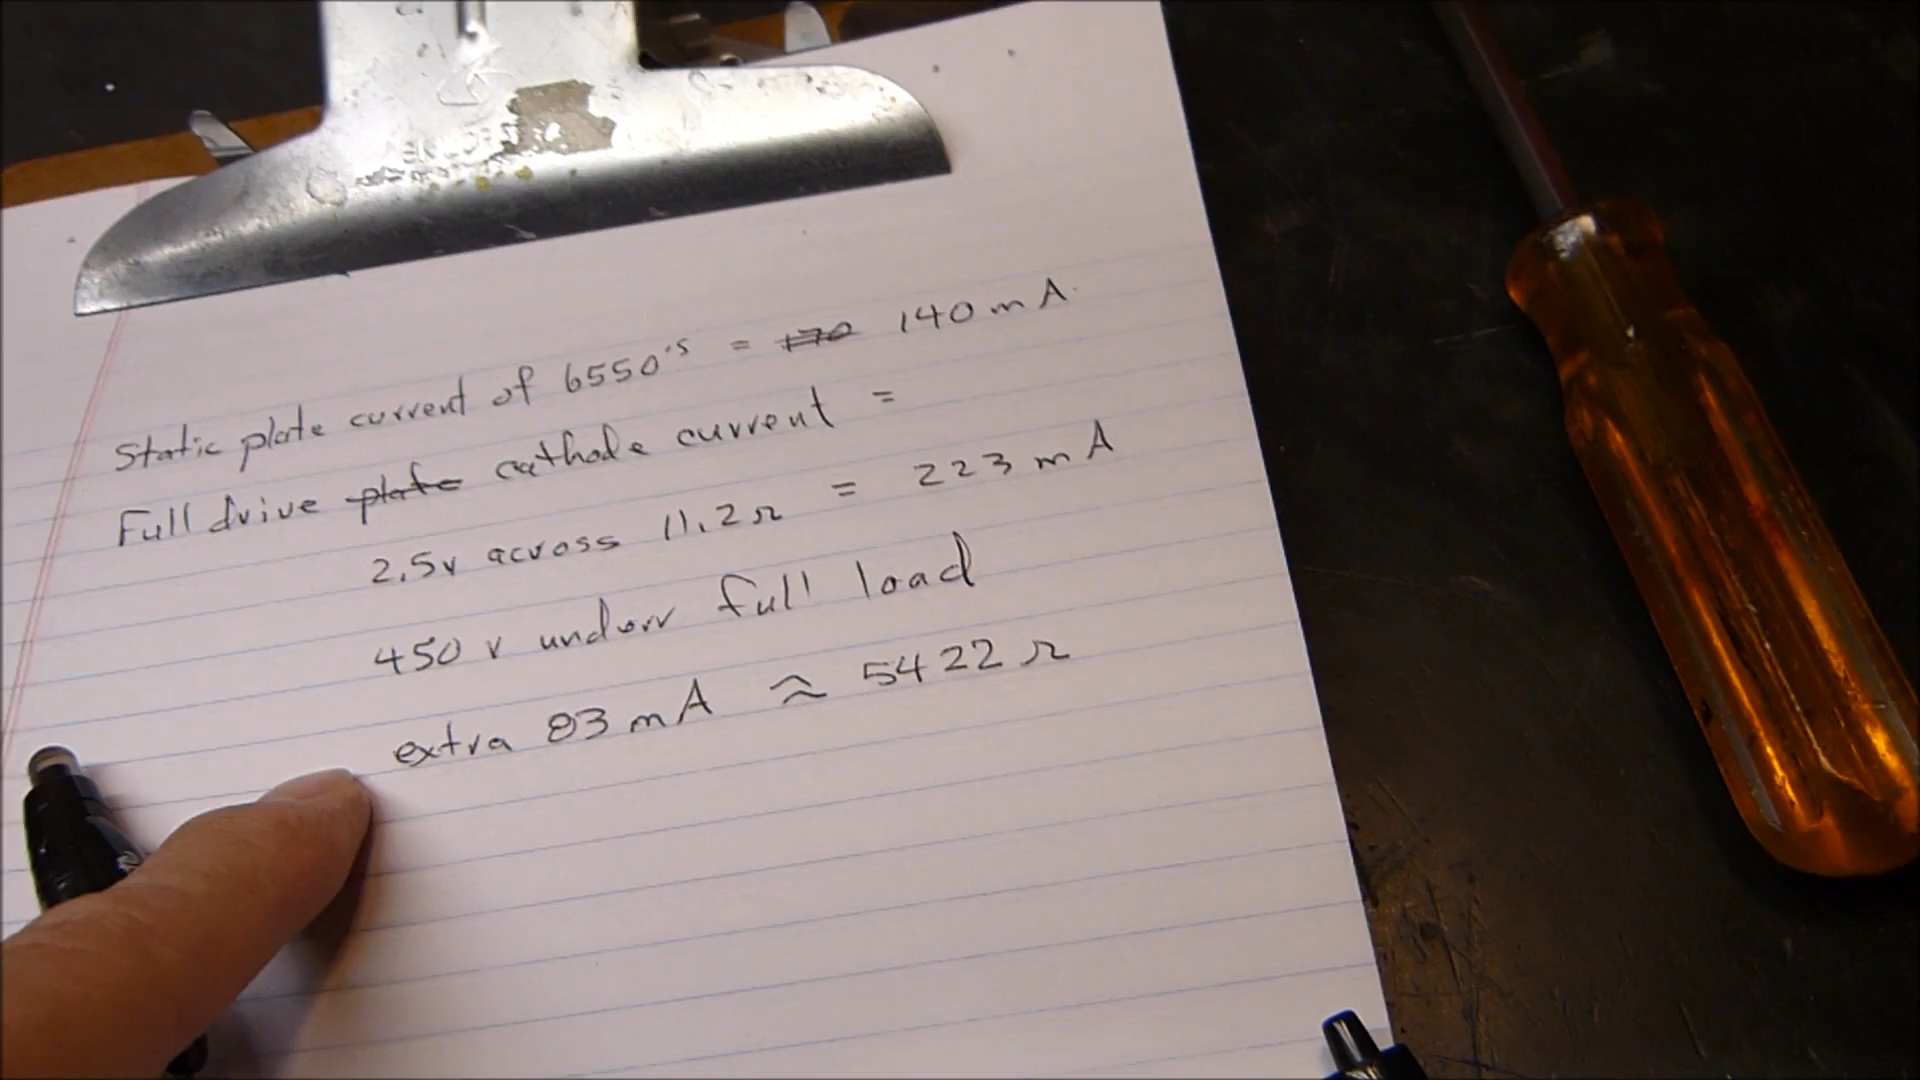 Static plate current of 6550's = 170 140 mA.
Full drive plate cathode current =
2.5v across 11.2Ω = 223 mA
450 v under full load
extra 83 mA ≈ 5422 Ω